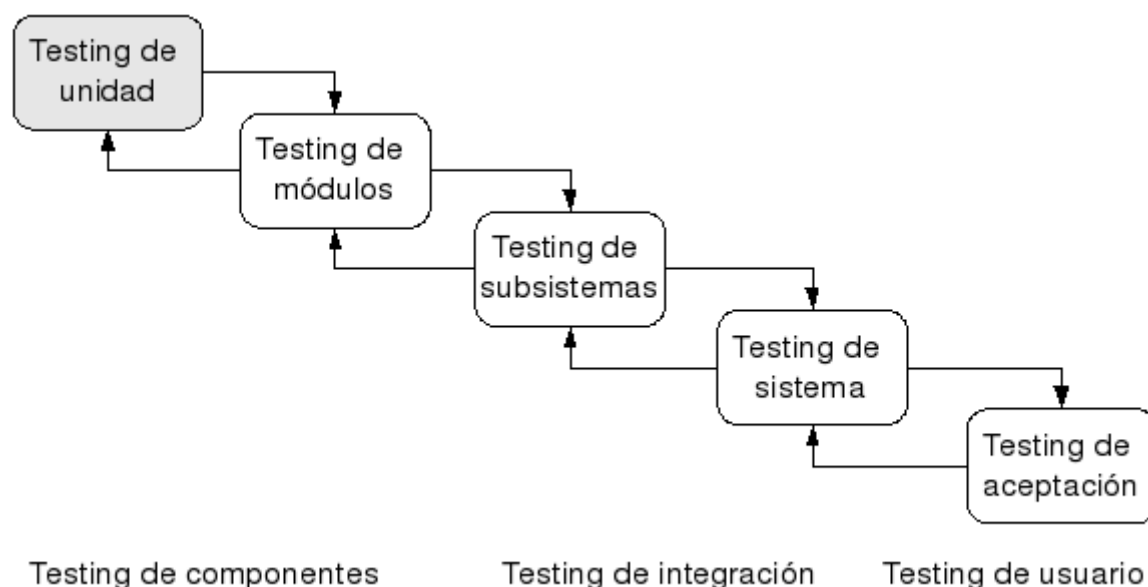 Testing de
unidad
Testing de
módulos
Testing de
subsistemas
Testing de
sistema
Testing de
aceptación
Testing de componentes
Testing de integración
Testing de usuario